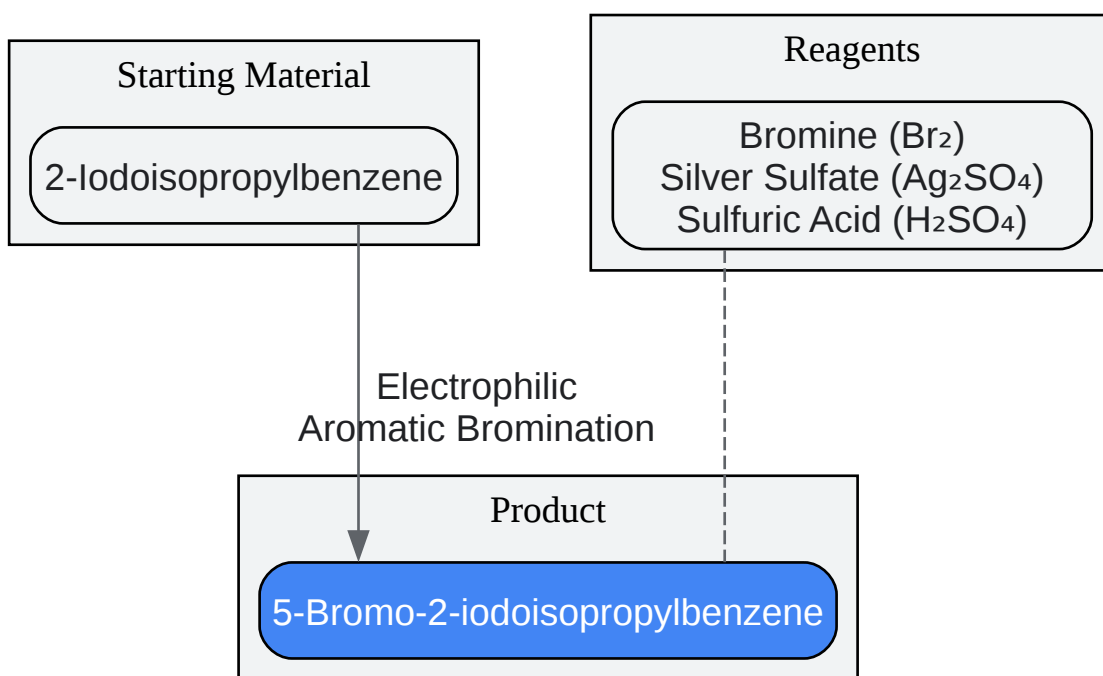 Starting Material
2-Iodoisopropylbenzene
Reagents
Bromine (Br₂)
Silver Sulfate (Ag₂SO₄)
Sulfuric Acid (H₂SO₄)
Electrophilic
Aromatic Bromination
Product
5-Bromo-2-iodoisopropylbenzene